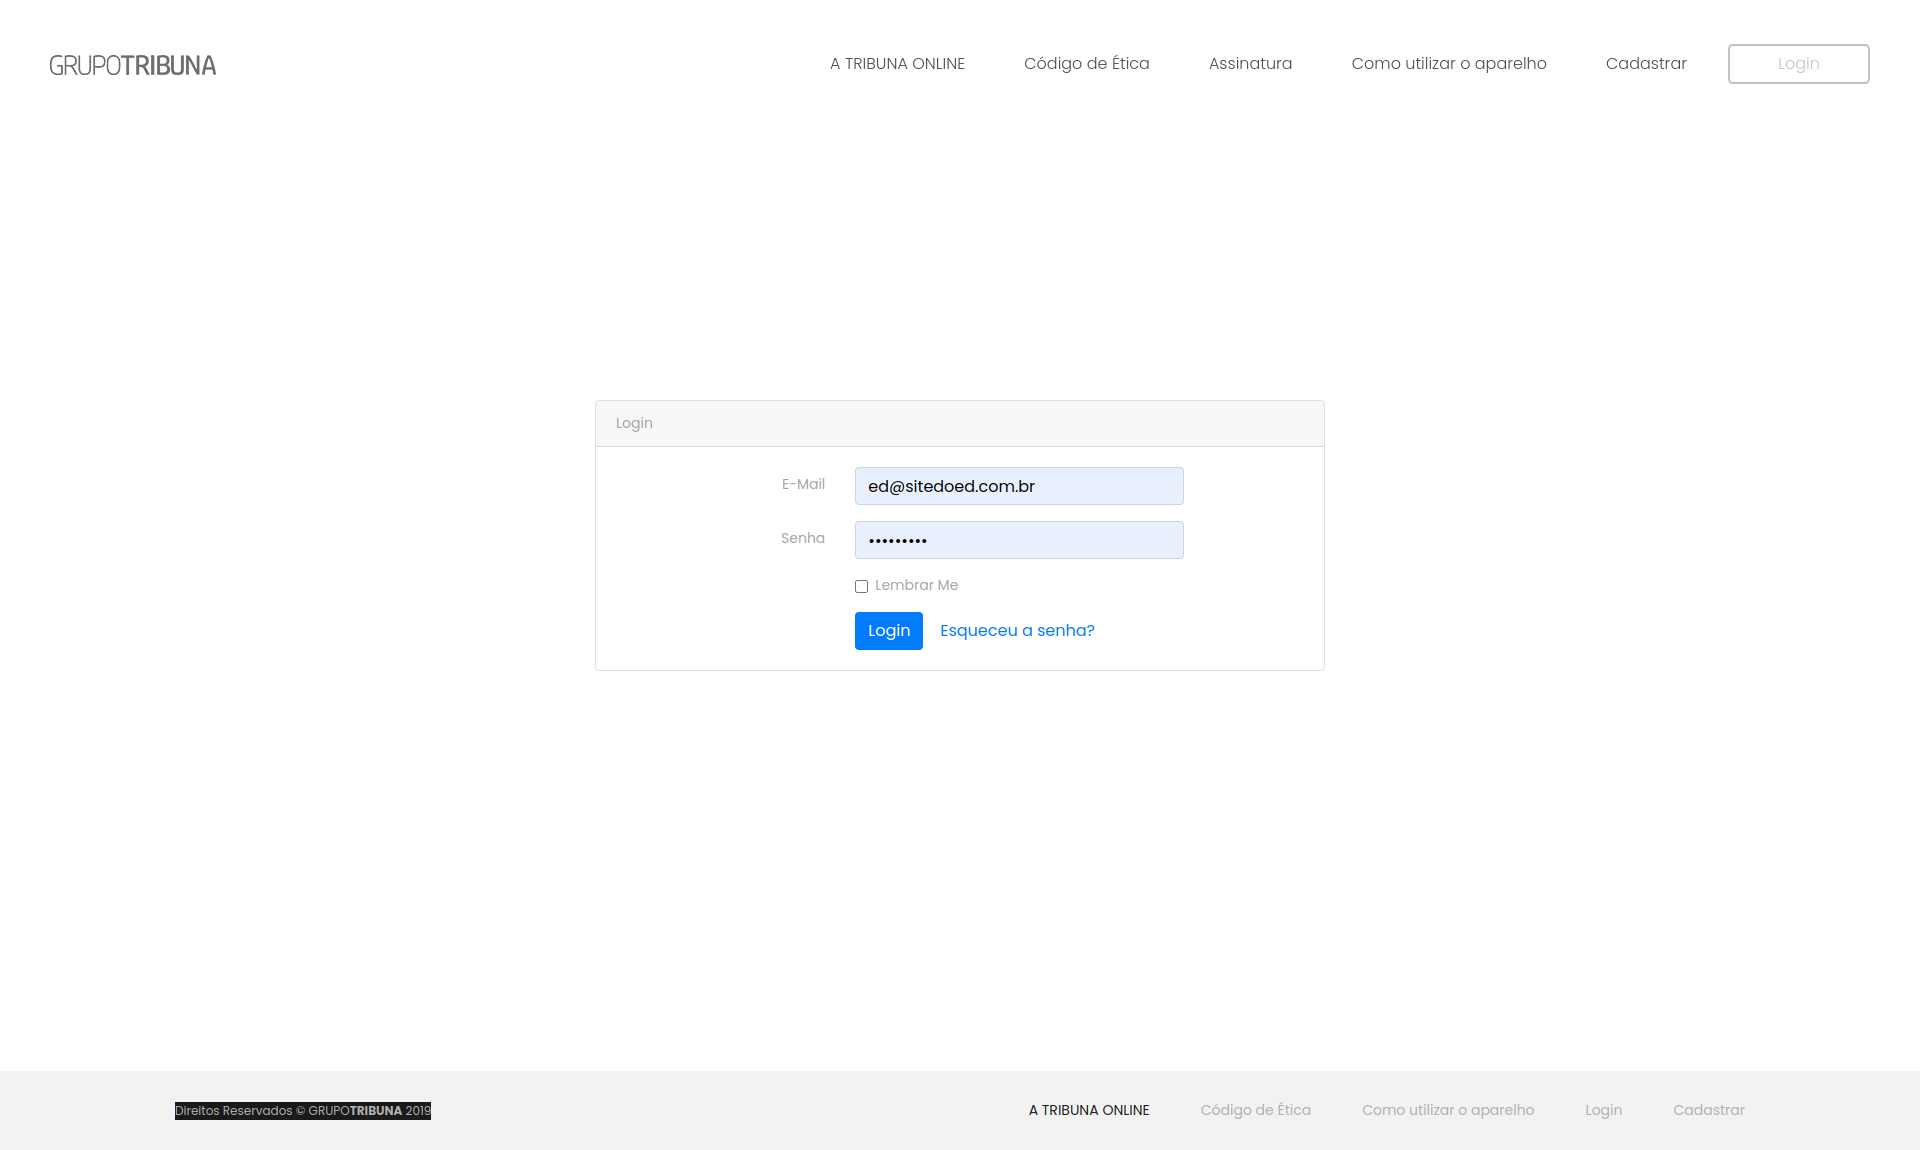 GRUPOTRIBUNA
A TRIBUNA ONLINE
Código de Ética
Assinatura
Como utilizar o aparelho
Cadastrar
Login
Login
E-Mail
ed@sitedoed.com.br
Senha
•••••••••
Lembrar Me
Login
Esqueceu a senha?
Direitos Reservados © GRUPOTRIBUNA 2019
A TRIBUNA ONLINE
Código de Ética
Como utilizar o aparelho
Login
Cadastrar